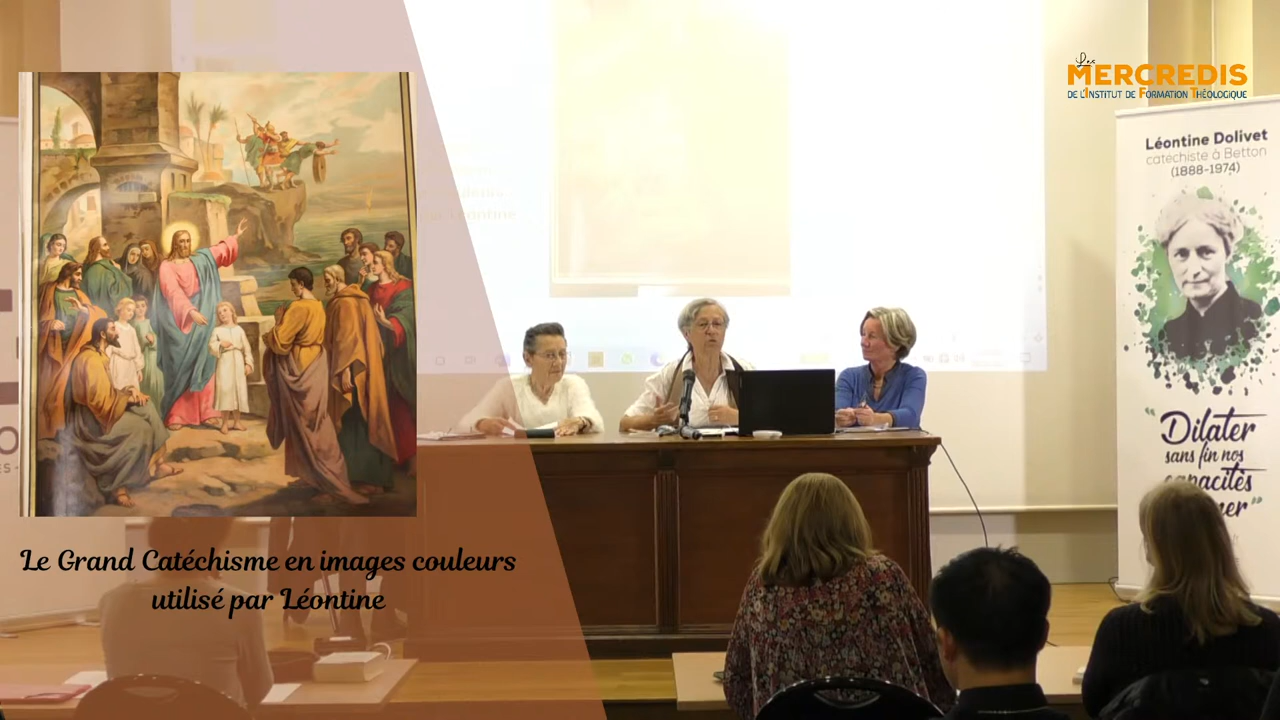 Les
MERCREDIS
DE L'INSTITUT DE FORMATION THÉOLOGIQUE
Léontine Dolivet
catéchiste à Betton
(1888-1974)
"Dilater
sans fin nos
capacités
Le Grand Catéchisme en images couleurs
utilisé par Léontine